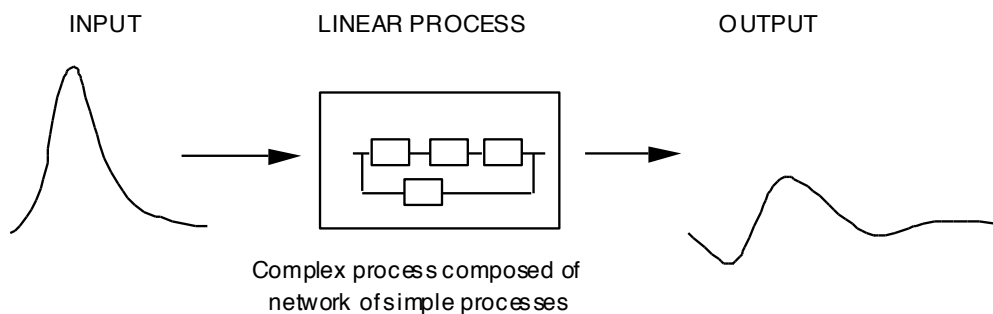 INPUT
LINEAR PROCESS
OUTPUT
Complex process composed of
network of simple processes